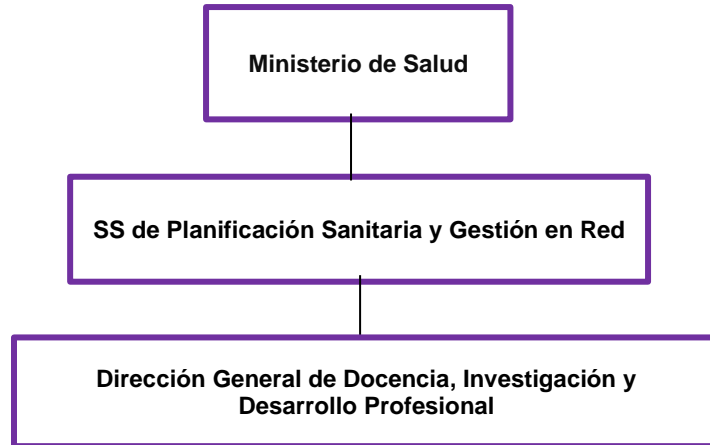 Ministerio de Salud
SS de Planificación Sanitaria y Gestión en Red
Dirección General de Docencia, Investigación y
Desarrollo Profesional